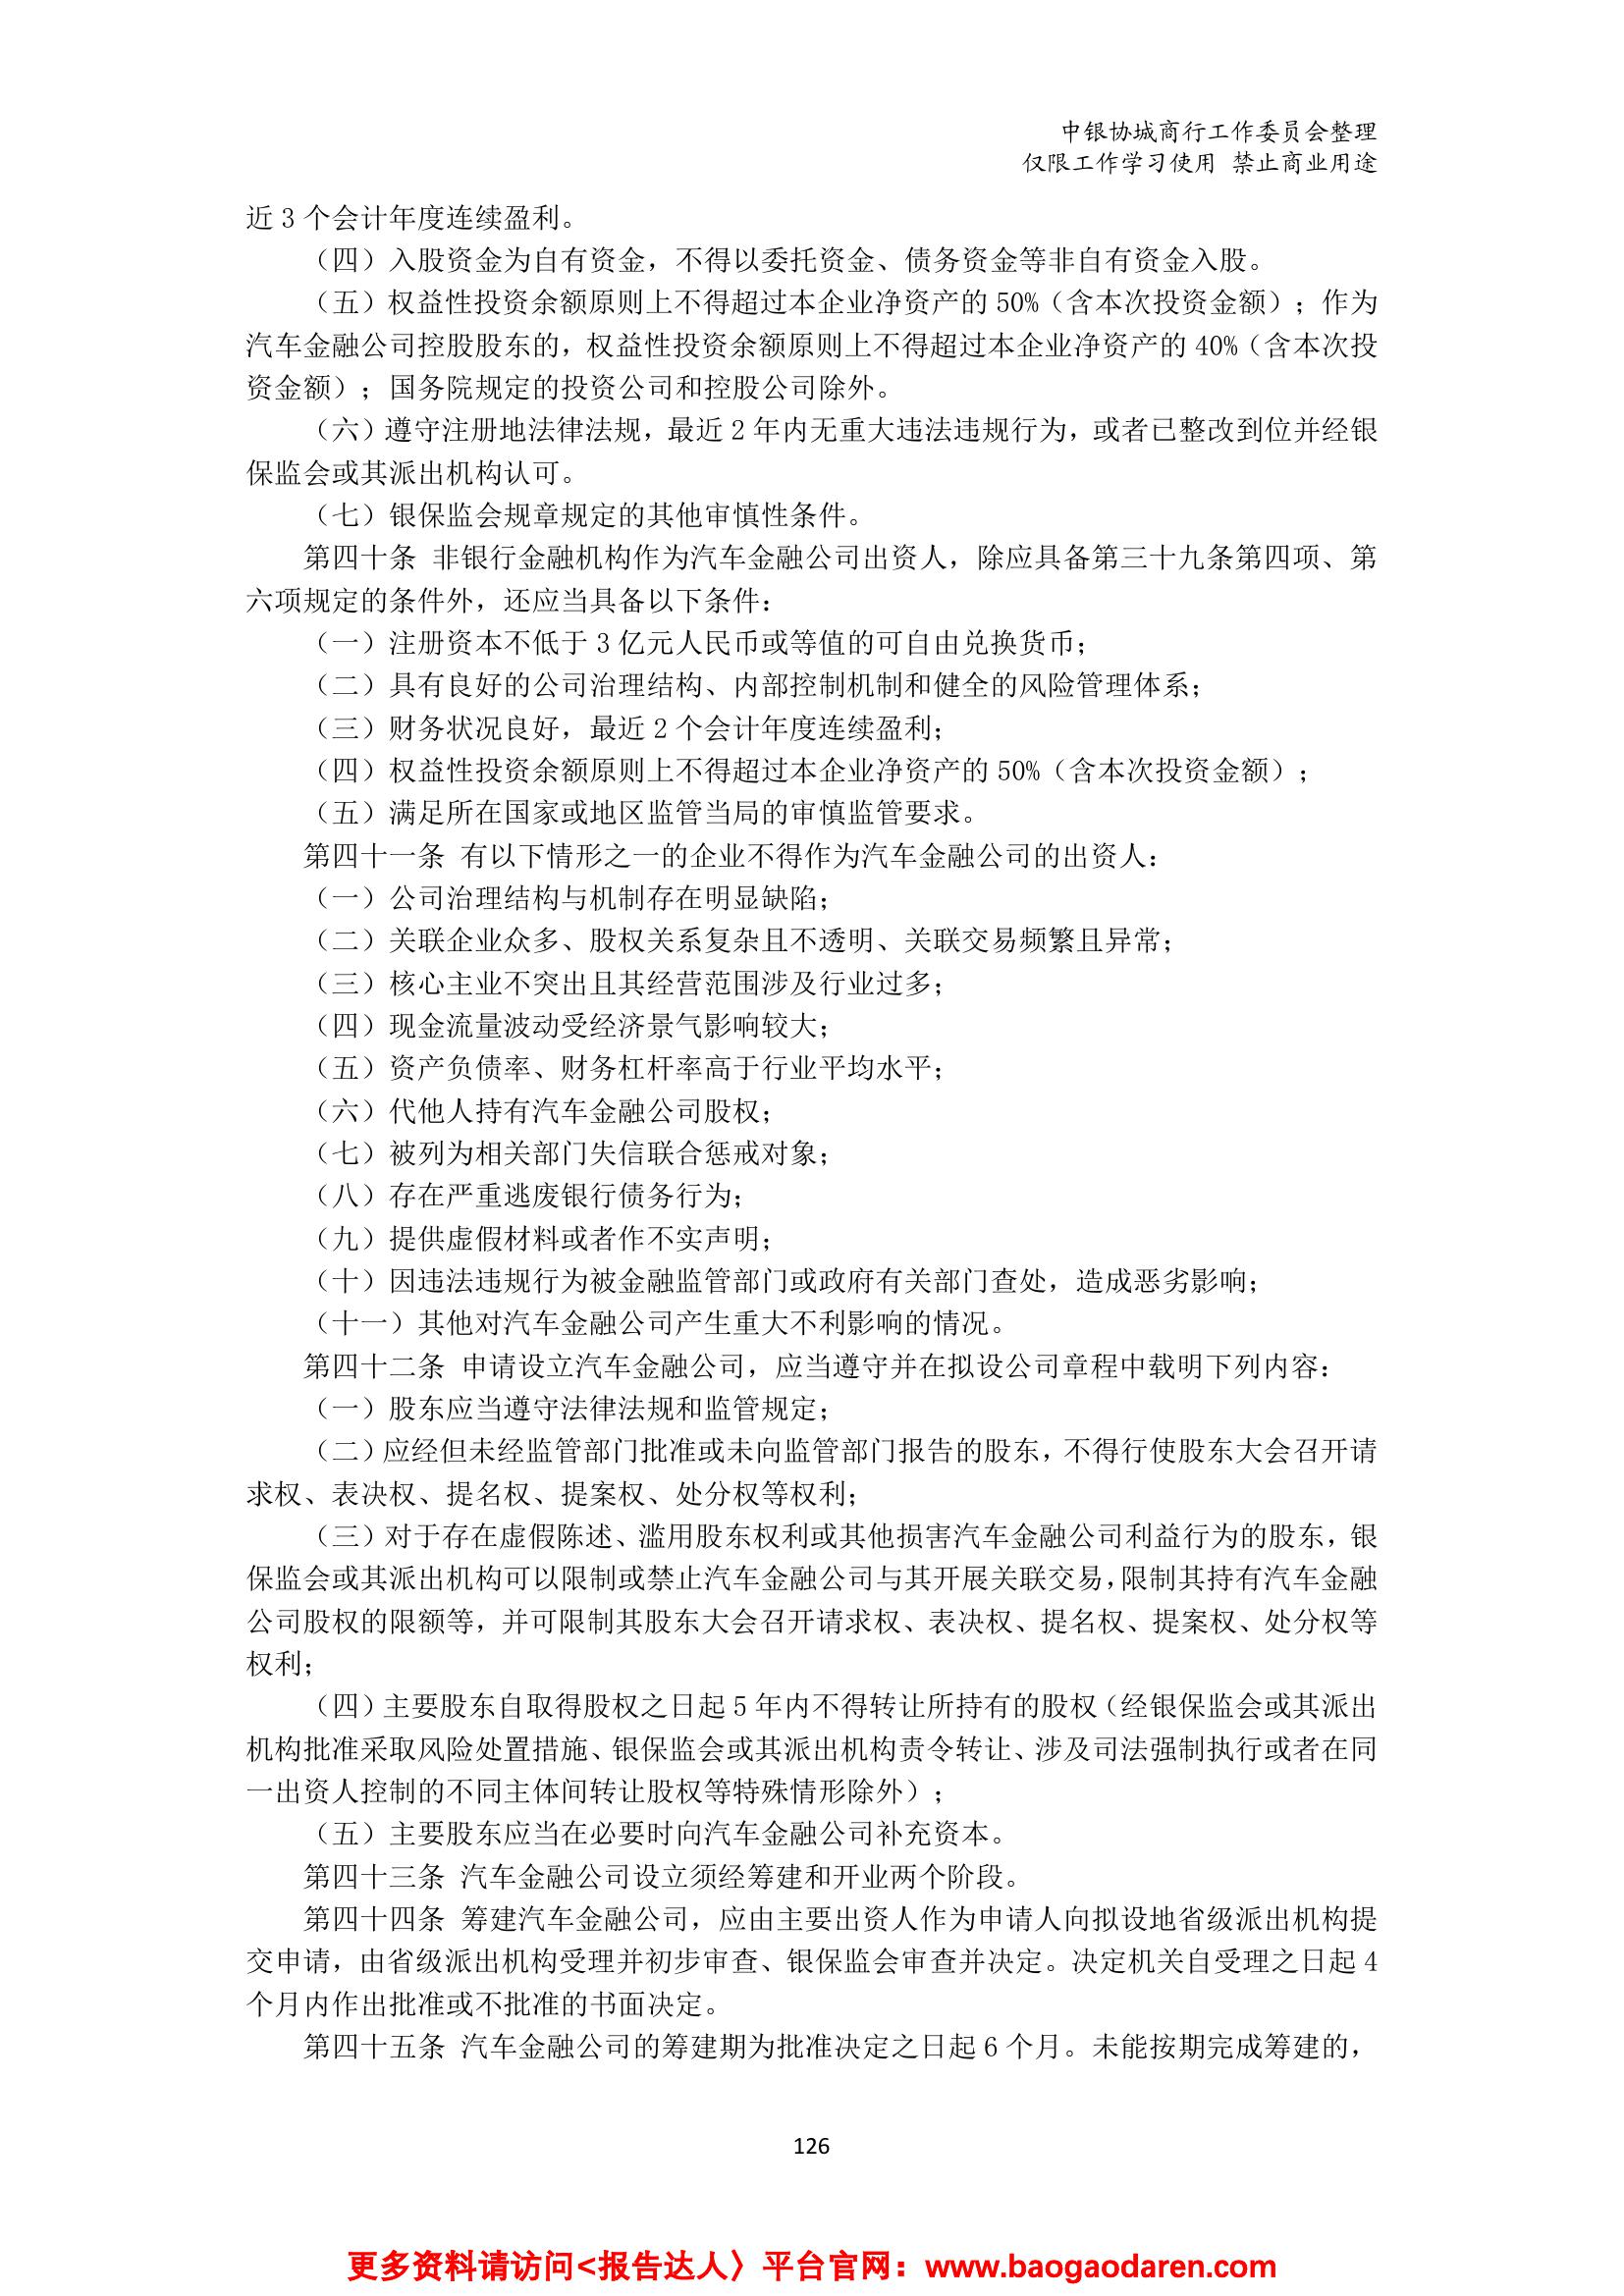 中银协城商行工作委员会整理
仅限工作学习使用 禁止商业用途
近 3 个会计年度连续盈利。
（四）入股资金为自有资金，不得以委托资金、债务资金等非自有资金入股。
（五）权益性投资余额原则上不得超过本企业净资产的 50%（含本次投资金额）；作为
汽车金融公司控股股东的，权益性投资余额原则上不得超过本企业净资产的 40%（含本次投
资金额）；国务院规定的投资公司和控股公司除外。
（六）遵守注册地法律法规，最近 2 年内无重大违法违规行为，或者已整改到位并经银
保监会或其派出机构认可。
（七）银保监会规章规定的其他审慎性条件。
第四十条 非银行金融机构作为汽车金融公司出资人，除应具备第三十九条第四项、第
六项规定的条件外，还应当具备以下条件：
（一）注册资本不低于 3 亿元人民币或等值的可自由兑换货币；
（二）具有良好的公司治理结构、内部控制机制和健全的风险管理体系；
（三）财务状况良好，最近 2 个会计年度连续盈利；
（四）权益性投资余额原则上不得超过本企业净资产的 50%（含本次投资金额）；
（五）满足所在国家或地区监管当局的审慎监管要求。
第四十一条 有以下情形之一的企业不得作为汽车金融公司的出资人：
（一）公司治理结构与机制存在明显缺陷；
（二）关联企业众多、股权关系复杂且不透明、关联交易频繁且异常；
（三）核心主业不突出且其经营范围涉及行业过多；
（四）现金流量波动受经济景气影响较大；
（五）资产负债率、财务杠杆率高于行业平均水平；
（六）代他人持有汽车金融公司股权；
（七）被列为相关部门失信联合惩戒对象；
（八）存在严重逃废银行债务行为；
（九）提供虚假材料或者作不实声明；
（十）因违法违规行为被金融监管部门或政府有关部门查处，造成恶劣影响；
（十一）其他对汽车金融公司产生重大不利影响的情况。
第四十二条 申请设立汽车金融公司，应当遵守并在拟设公司章程中载明下列内容：
（一）股东应当遵守法律法规和监管规定；
（二）应经但未经监管部门批准或未向监管部门报告的股东，不得行使股东大会召开请
求权、表决权、提名权、提案权、处分权等权利；
（三）对于存在虚假陈述、滥用股东权利或其他损害汽车金融公司利益行为的股东，银
保监会或其派出机构可以限制或禁止汽车金融公司与其开展关联交易，限制其持有汽车金融
公司股权的限额等，并可限制其股东大会召开请求权、表决权、提名权、提案权、处分权等
权利；
（四）主要股东自取得股权之日起 5 年内不得转让所持有的股权（经银保监会或其派出
机构批准采取风险处置措施、银保监会或其派出机构责令转让、涉及司法强制执行或者在同
一出资人控制的不同主体间转让股权等特殊情形除外）；
（五）主要股东应当在必要时向汽车金融公司补充资本。
第四十三条 汽车金融公司设立须经筹建和开业两个阶段。
第四十四条 筹建汽车金融公司，应由主要出资人作为申请人向拟设地省级派出机构提
交申请，由省级派出机构受理并初步审查、银保监会审查并决定。决定机关自受理之日起 4
个月内作出批准或不批准的书面决定。
第四十五条 汽车金融公司的筹建期为批准决定之日起 6 个月。未能按期完成筹建的，
126
更多资料请访问<报告达人〉平台官网：www.baogaodaren.com